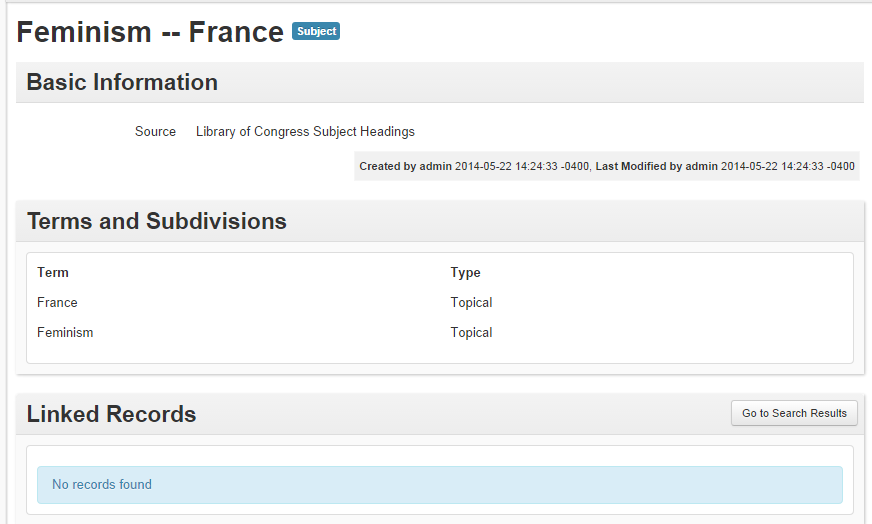 Feminism -- France Subject
Basic Information
Source Library of Congress Subject Headings
Created by admin 2014-05-22 14:24:33 -0400, Last Modified by admin 2014-05-22 14:24:33 -0400
Terms and Subdivisions
Term Type
France Topical
Feminism Topical
Linked Records Go to Search Results
No records found